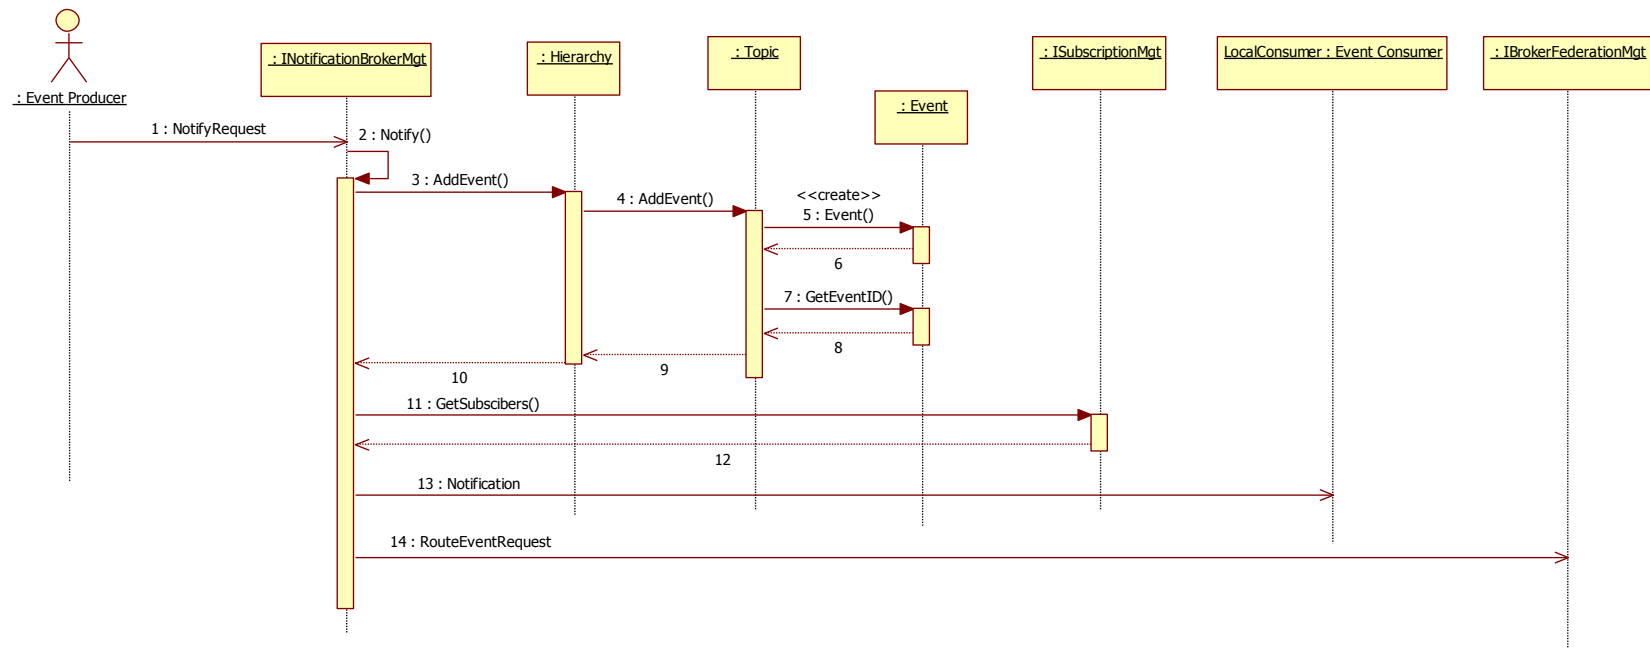 : Event Producer
: INotificationBrokerMgt
: Hierarchy
: Topic
: Event
: ISubscriptionMgt
LocalConsumer : Event Consumer
: IBrokerFederationMgt
1 : NotifyRequest
2 : Notify()
3 : AddEvent()
4 : AddEvent()
<<create>>
5 : Event()
6
7 : GetEventID()
8
9
10
11 : GetSubscibers()
12
13 : Notification
14 : RouteEventRequest